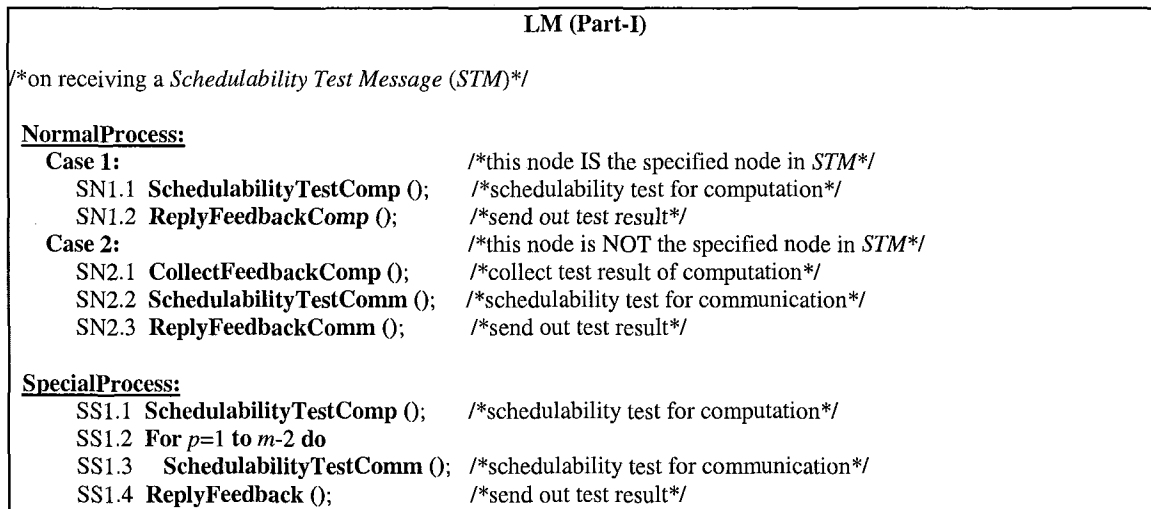 LM (Part-I)
/*on receiving a Schedulability Test Message (STM)*/
NormalProcess:
Case 1: /*this node IS the specified node in STM*/
SN1.1 SchedulabilityTestComp (); /*schedulability test for computation*/
SN1.2 ReplyFeedbackComp (); /*send out test result*/
Case 2: /*this node is NOT the specified node in STM*/
SN2.1 CollectFeedbackComp (); /*collect test result of computation*/
SN2.2 SchedulabilityTestComm (); /*schedulability test for communication*/
SN2.3 ReplyFeedbackComm (); /*send out test result*/
SpecialProcess:
SS1.1 SchedulabilityTestComp (); /*schedulability test for computation*/
SS1.2 For p=1 to m-2 do
SS1.3 SchedulabilityTestComm (); /*schedulability test for communication*/
SS1.4 ReplyFeedback (); /*send out test result*/